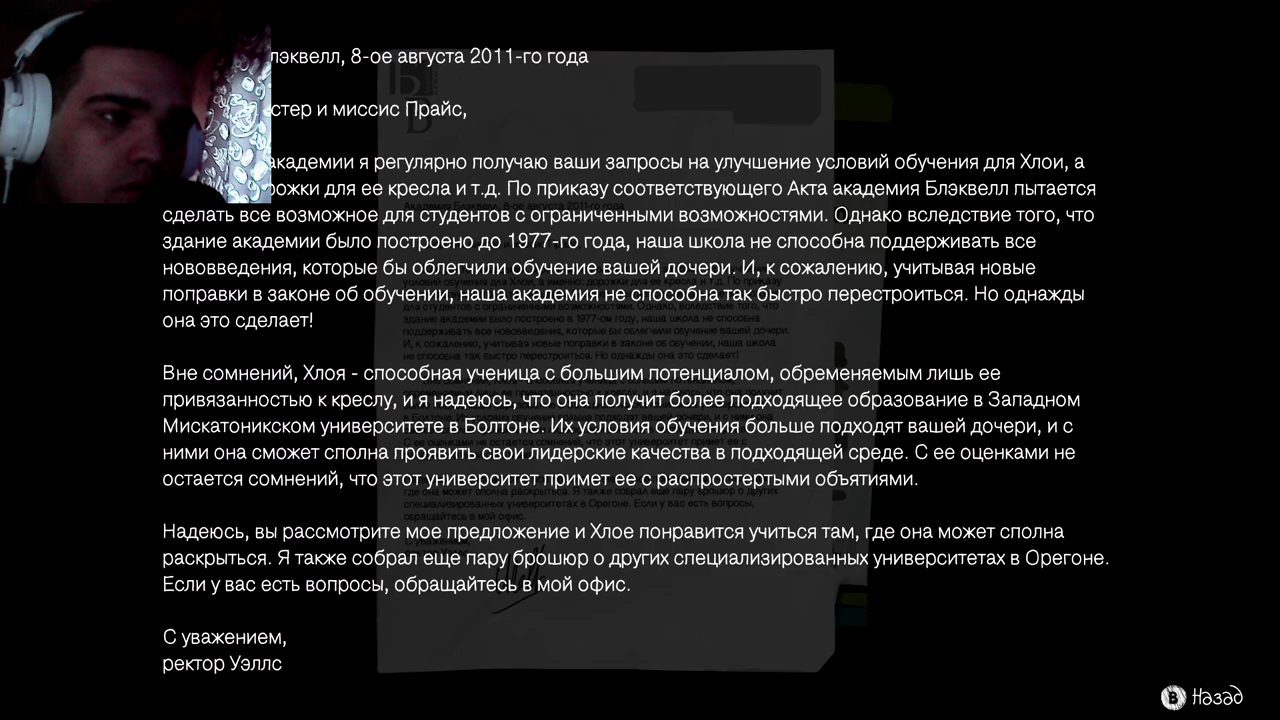 лэквелл, 8-ое августа 2011-го года
стер и миссис Прайс,
академии я регулярно получаю ваши запросы на улучшение условий обучения для Хлои, а
рожки для ее кресла и т.д. По приказу соответствующего Акта академия Блэквелл пытается
сделать все возможное для студентов с ограниченными возможностями. Однако вследствие того, что
здание академии было построено до 1977-го года, наша школа не способна поддерживать все
нововведения, которые бы облегчили обучение вашей дочери. И, к сожалению, учитывая новые
поправки в законе об обучении, наша академия не способна так быстро перестроиться. Но однажды
она это сделает!
Вне сомнений, Хлоя - способная ученица с большим потенциалом, обременяемым лишь ее
привязанностью к креслу, и я надеюсь, что она получит более подходящее образование в Западном
Мискатоникском университете в Болтоне. Их условия обучения больше подходят вашей дочери, и с
ними она сможет сполна проявить свои лидерские качества в подходящей среде. С ее оценками не
остается сомнений, что этот университет примет ее с распростертыми объятиями.
Надеюсь, вы рассмотрите мое предложение и Хлое понравится учиться там, где она может сполна
раскрыться. Я также собрал еще пару брошюр о других специализированных университетах в Орегоне.
Если у вас есть вопросы, обращайтесь в мой офис.
С уважением,
ректор Уэллс
B Назад